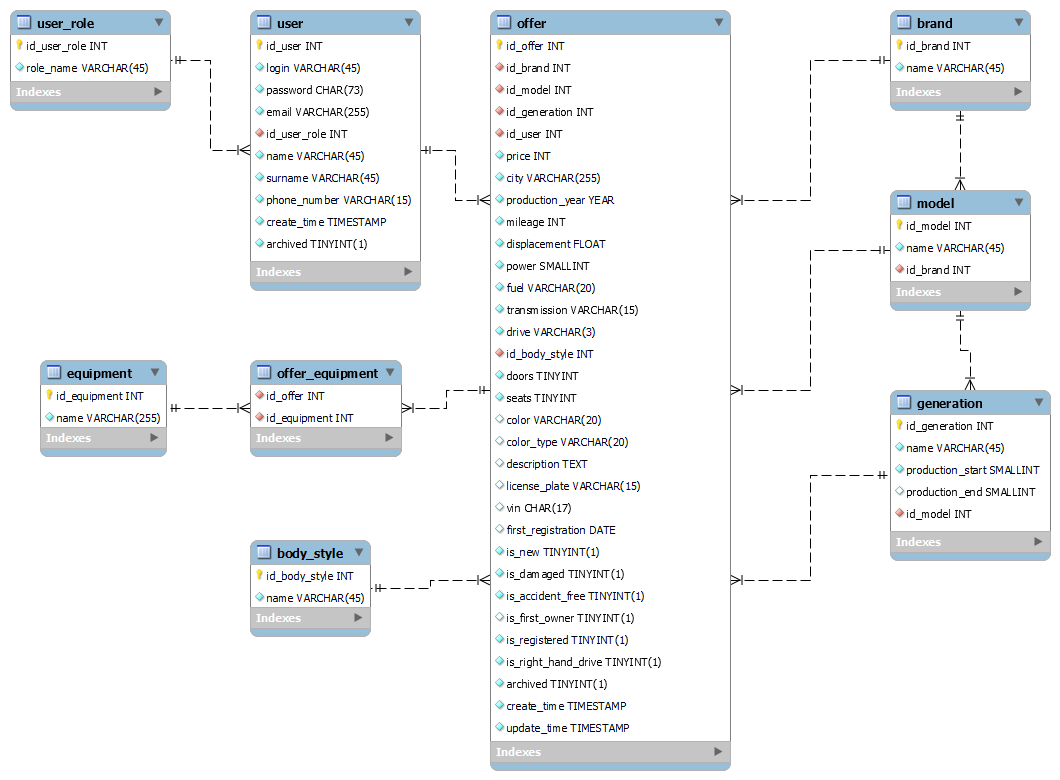 user_role
id_user_role INT
role_name VARCHAR(45)
Indexes
user
id_user INT
login VARCHAR(45)
password CHAR(73)
email VARCHAR(255)
id_user_role INT
name VARCHAR(45)
surname VARCHAR(45)
phone_number VARCHAR(15)
create_time TIMESTAMP
archived TINYINT(1)
Indexes
offer
id_offer INT
id_brand INT
id_model INT
id_generation INT
id_user INT
price INT
city VARCHAR(255)
production_year YEAR
mileage INT
displacement FLOAT
power SMALLINT
fuel VARCHAR(20)
transmission VARCHAR(15)
drive VARCHAR(3)
id_body_style INT
doors TINYINT
seats TINYINT
color VARCHAR(20)
color_type VARCHAR(20)
description TEXT
license_plate VARCHAR(15)
vin CHAR(17)
first_registration DATE
is_new TINYINT(1)
is_damaged TINYINT(1)
is_accident_free TINYINT(1)
is_first_owner TINYINT(1)
is_registered TINYINT(1)
is_right_hand_drive TINYINT(1)
archived TINYINT(1)
create_time TIMESTAMP
update_time TIMESTAMP
Indexes
brand
id_brand INT
name VARCHAR(45)
Indexes
model
id_model INT
name VARCHAR(45)
id_brand INT
Indexes
generation
id_generation INT
name VARCHAR(45)
production_start SMALLINT
production_end SMALLINT
id_model INT
Indexes
equipment
id_equipment INT
name VARCHAR(255)
Indexes
offer_equipment
id_offer INT
id_equipment INT
Indexes
body_style
id_body_style INT
name VARCHAR(45)
Indexes